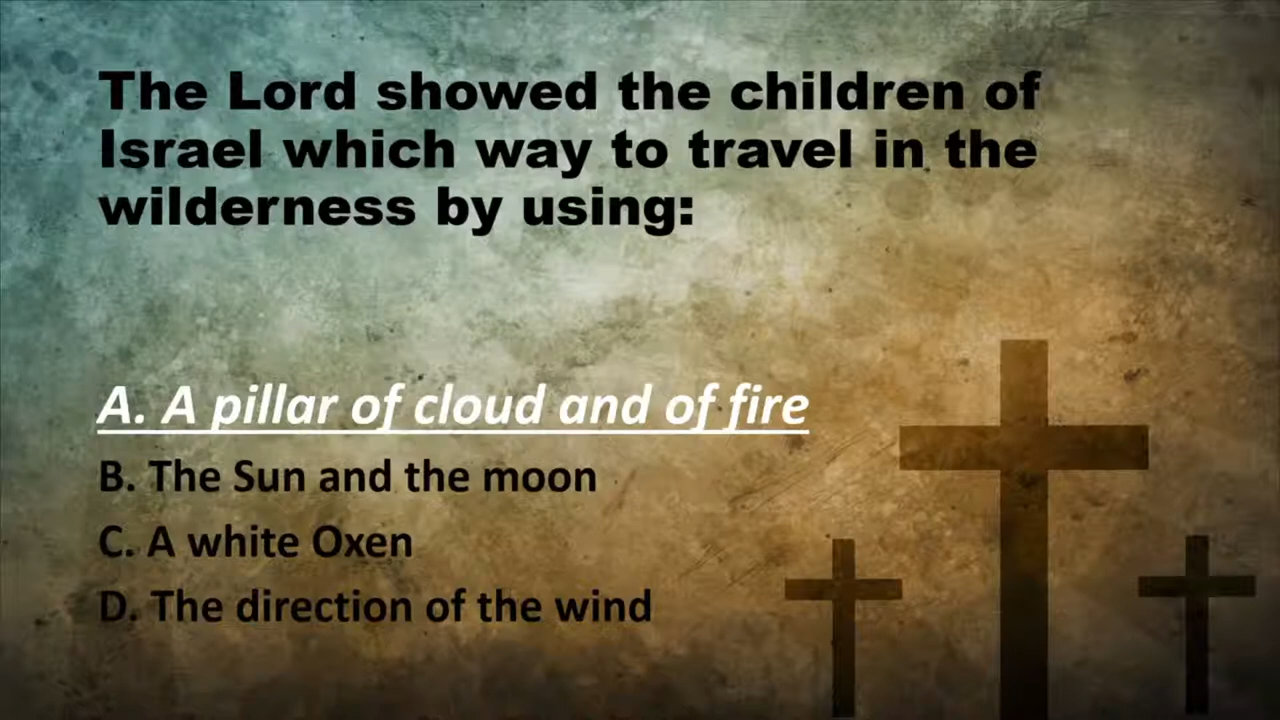 The Lord showed the children of
Israel which way to travel in the
wilderness by using:
A. A pillar of cloud and of fire
B. The Sun and the moon
C. A white Oxen
D. The direction of the wind